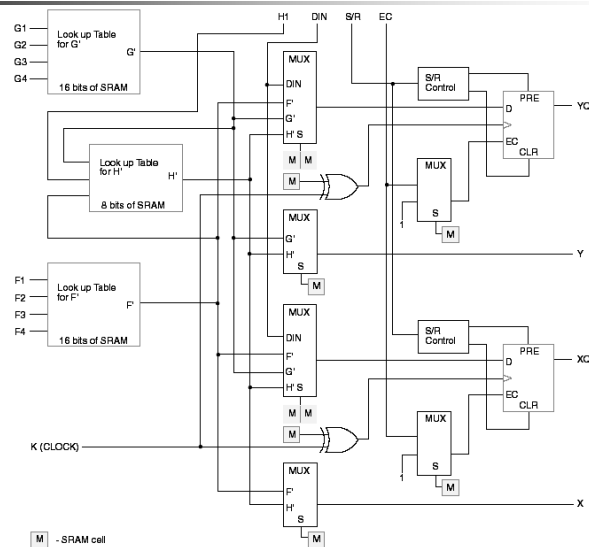 H1 DIN S/R EC
G1
G2
G3
G4
Look up Table
for G'
G'
16 bits of SRAM
MUX
DIN
F'
G'
H' S
M M
S/R
Control
PRE
D
EC
CLR
YQ
Look up Table
for H'
H'
8 bits of SRAM
M
MUX
1
S
M
MUX
G'
H'
S
M
Y
F1
F2
F3
F4
Look up Table
for F'
F'
16 bits of SRAM
MUX
DIN
F'
G'
H' S
M M
S/R
Control
PRE
D
EC
CLR
XQ
M
MUX
1
S
M
K (CLOCK)
MUX
F'
H'
S
M
X
M - SRAM cell